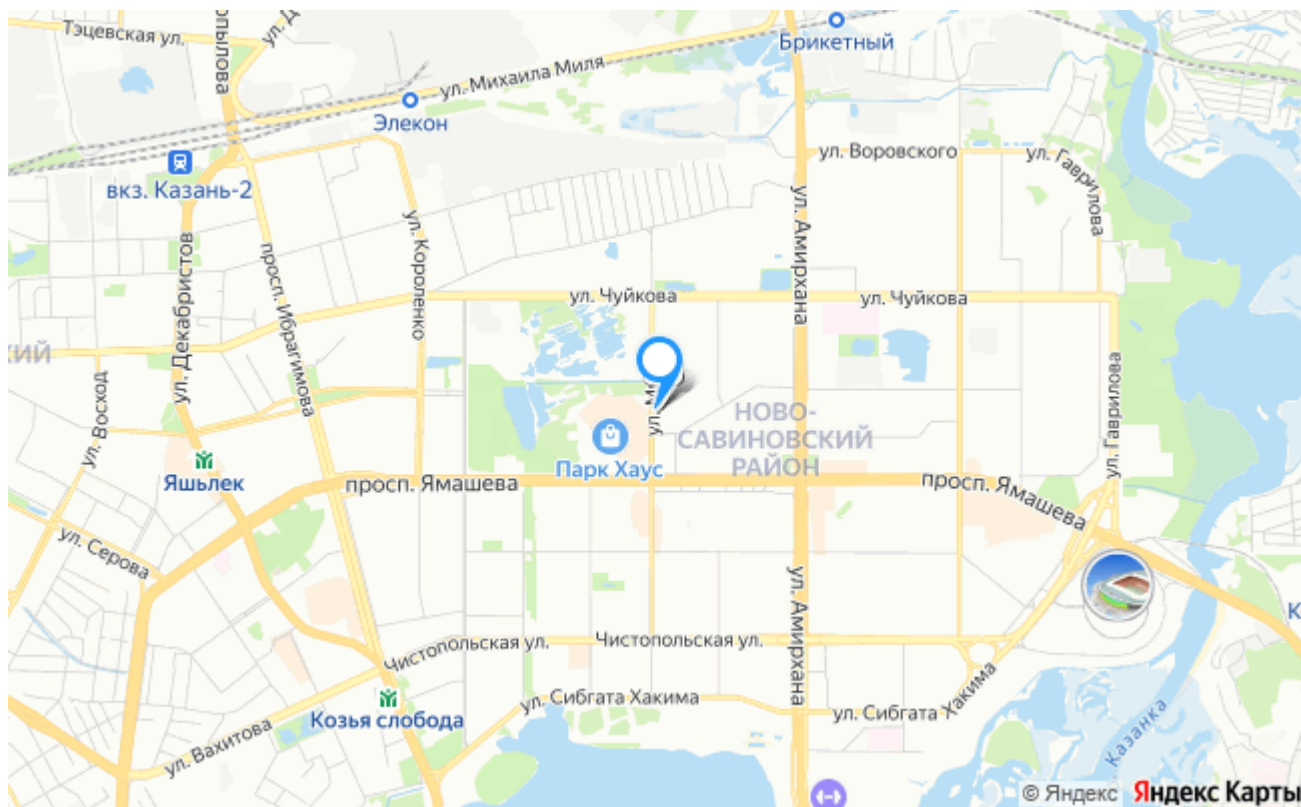 Тэцевская ул.
ул. Михаила Миля
Брикетный
Элекон
вкз. Казань-2
ул. Декабристов
просп. Ибрагимова
ул. Короленко
ул. Воровского
ул. Гаврилова
ул. Амирхана
ул. Чуйкова
ул. Чуйкова
ул. Восход
НОВО-
САВИНОВСКИЙ
РАЙОН
Парк Хаус
ул. Гаврилова
Яшьлек
просп. Ямашева
просп. Ямашева
ул. Серова
ул. Амирхана
Чистопольская ул.
Чистопольская ул.
Козья слобода
ул. Сибгата Хакима
ул. Сибгата Хакима
ул. Вахитова
Казанка
© Яндекс Яндекс Карты